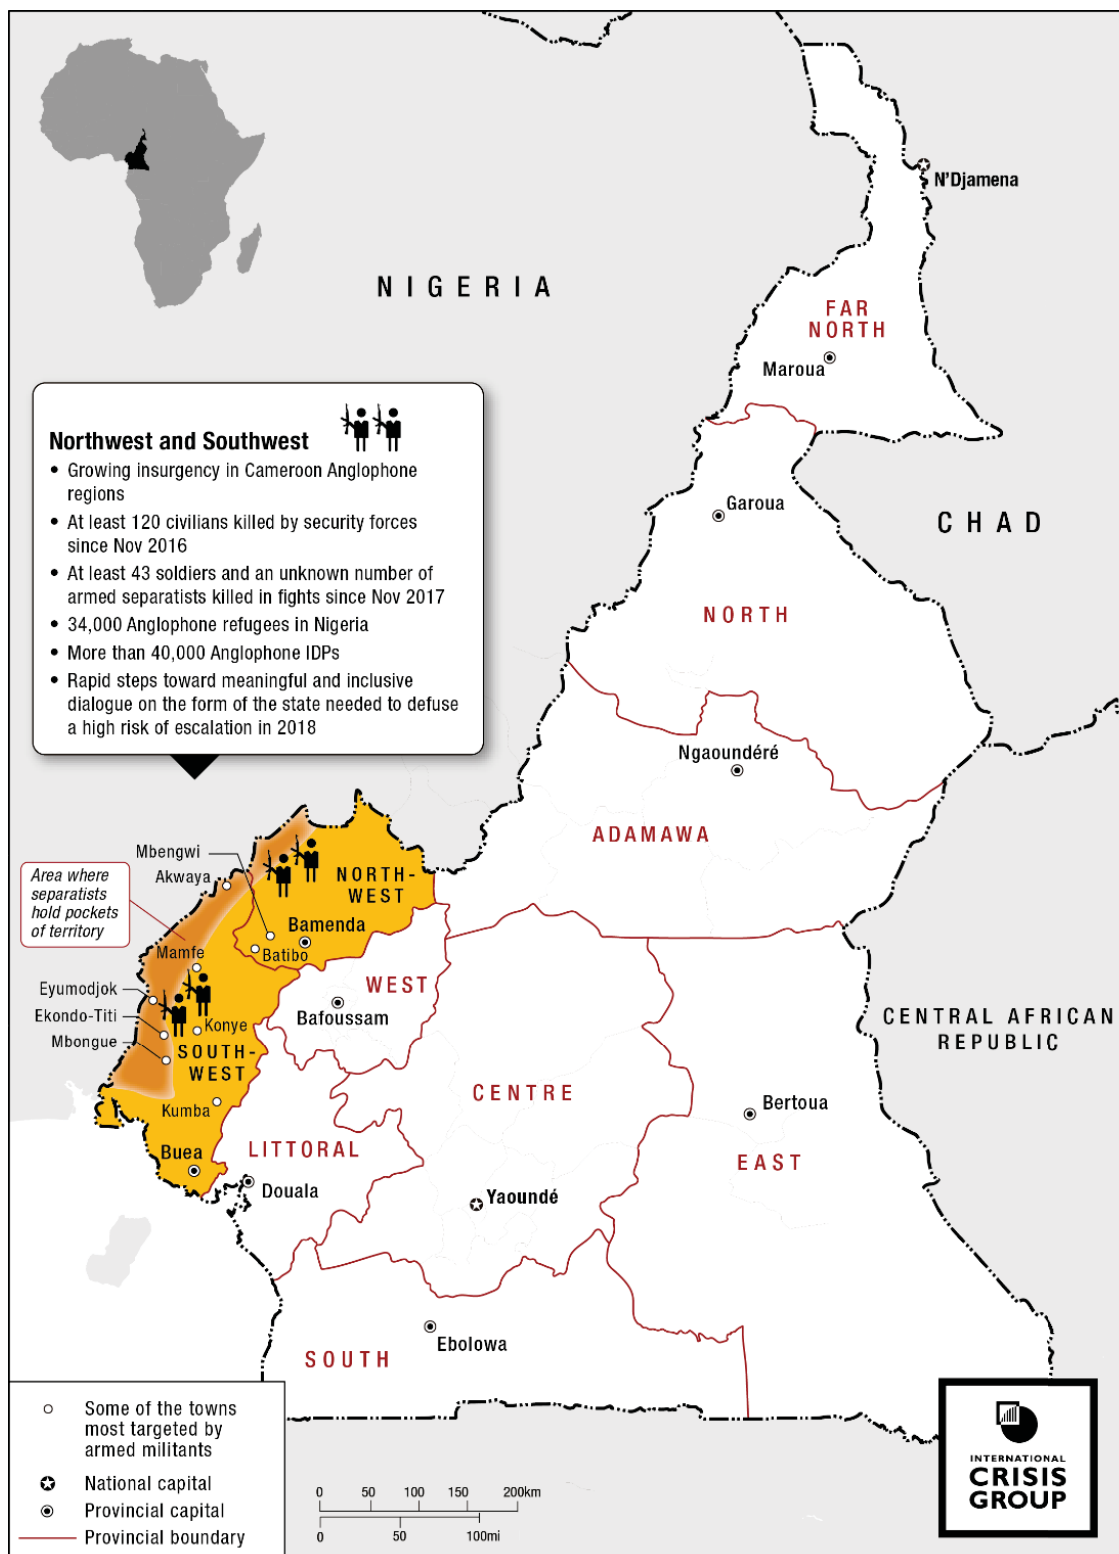 N'Djamena
NIGERIA
FAR
NORTH
Maroua
Northwest and Southwest
• Growing insurgency in Cameroon Anglophone
regions
• At least 120 civilians killed by security forces
since Nov 2016
• At least 43 soldiers and an unknown number of
armed separatists killed in fights since Nov 2017
• 34,000 Anglophone refugees in Nigeria
• More than 40,000 Anglophone IDPs
• Rapid steps toward meaningful and inclusive
dialogue on the form of the state needed to defuse
a high risk of escalation in 2018
Garoua
CHAD
NORTH
Ngaoundéré
ADAMAWA
Mbengwi
Akwaya
Area where
separatists
hold pockets
of territory
NORTH-
WEST
Bamenda
Batibo
Mamfe
WEST
Eyumodjok
Ekondo-Titi
Mbongue
Konye
Bafoussam
SOUTH-
WEST
CENTRAL AFRICAN
REPUBLIC
CENTRE
Kumba
Bertoua
Buea
LITTORAL
EAST
Douala
Yaoundé
Ebolowa
SOUTH
Some of the towns
most targeted by
armed militants
National capital
Provincial capital
Provincial boundary
0 50 100 150 200km
0 50 100mi
INTERNATIONAL
CRISIS
GROUP